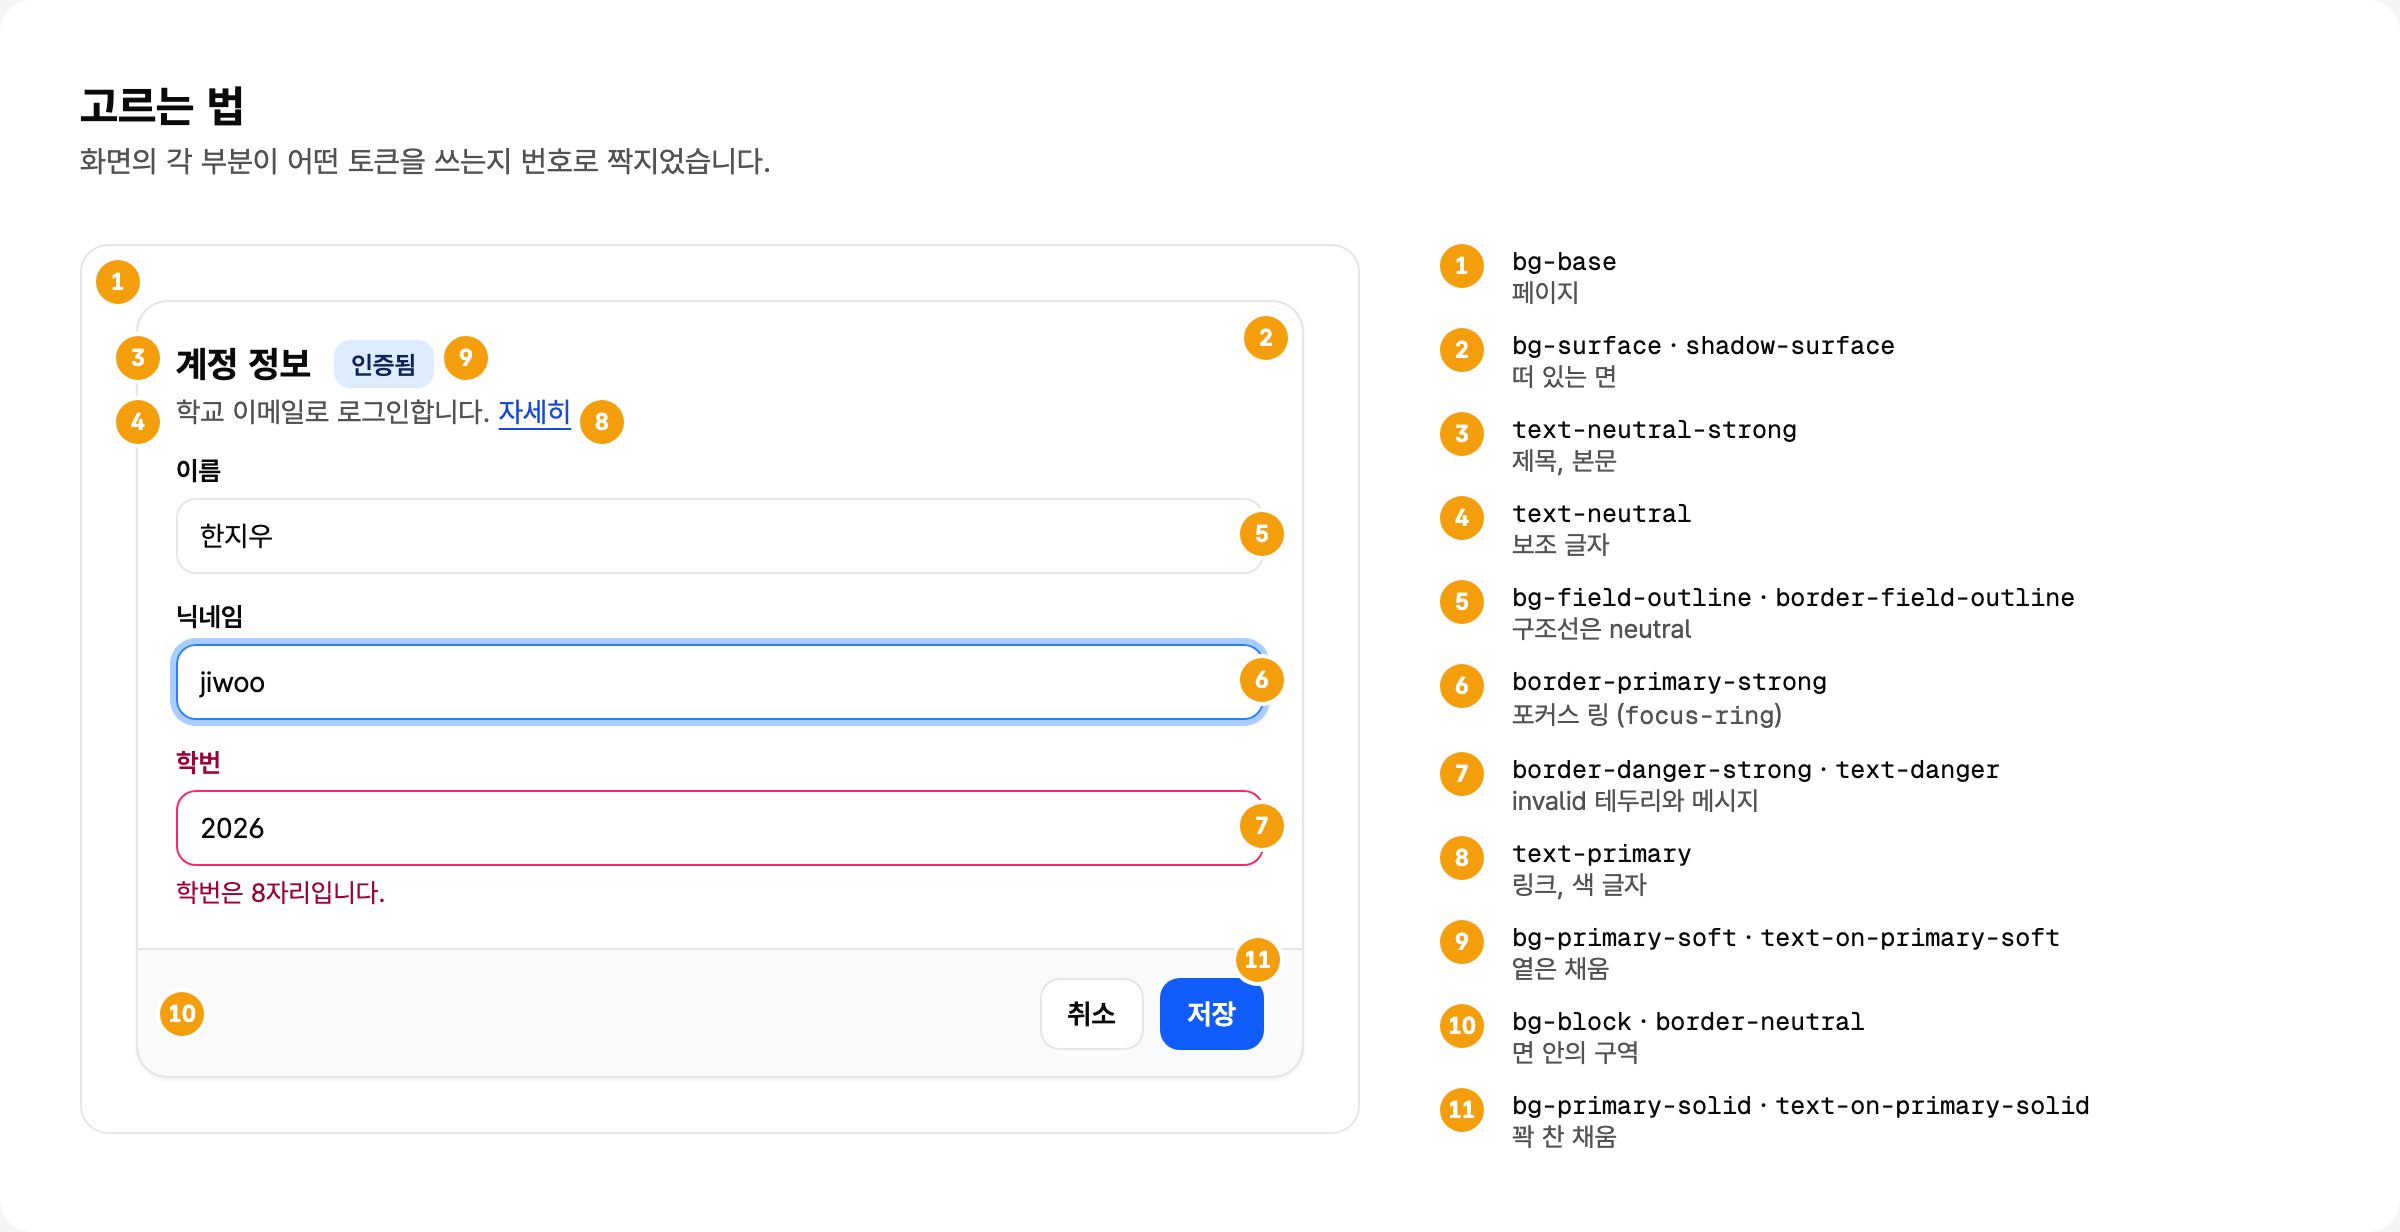 고르는 법
화면의 각 부분이 어떤 토큰을 쓰는지 번호로 짝지었습니다.
1
2
3 계정 정보 인증됨 9
4 학교 이메일로 로그인합니다. 자세히 8
이름
한지우 5
닉네임
jiwoo 6
학번
2026 7
학번은 8자리입니다.
11
10 취소 저장
1 bg-base
페이지
2 bg-surface · shadow-surface
떠 있는 면
3 text-neutral-strong
제목, 본문
4 text-neutral
보조 글자
5 bg-field-outline · border-field-outline
구조선은 neutral
6 border-primary-strong
포커스 링 (focus-ring)
7 border-danger-strong · text-danger
invalid 테두리와 메시지
8 text-primary
링크, 색 글자
9 bg-primary-soft · text-on-primary-soft
옅은 채움
10 bg-block · border-neutral
면 안의 구역
11 bg-primary-solid · text-on-primary-solid
꽉 찬 채움